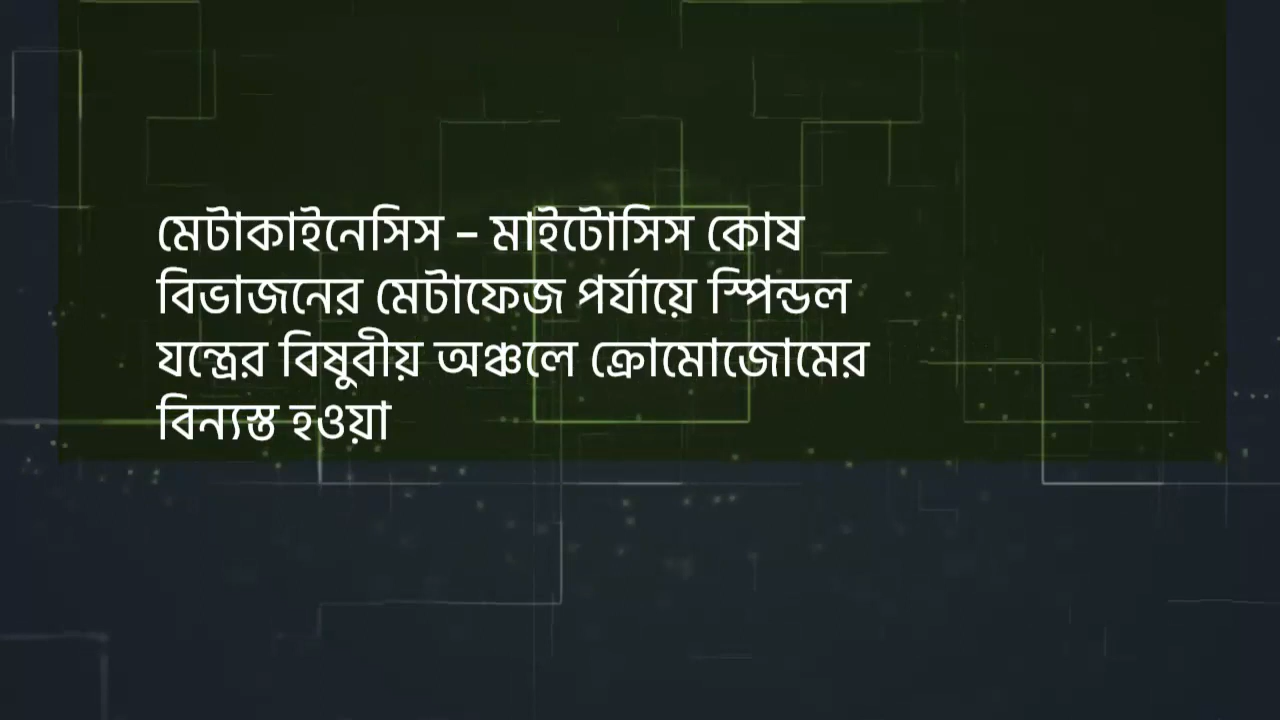 মেটাকাইনেসিস – মাইটোসিস কোষ
বিভাজনের মেটাফেজ পর্যায়ে স্পিন্ডল
যন্ত্রের বিষুবীয় অঞ্চলে ক্রোমোজোমের
বিন্যস্ত হওয়া